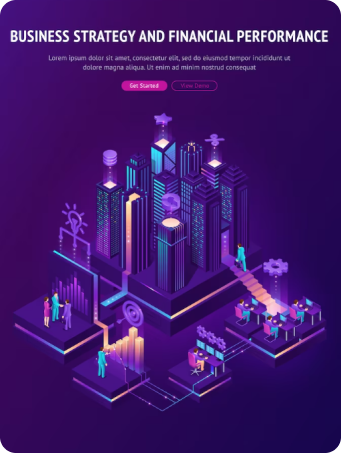 BUSINESS STRATEGY AND FINANCIAL PERFORMANCE
Lorem ipsum dolor sit amet, consectetur elit, sed do eiusmod tempor incididunt ut
dolore magna aliqua. Ut enim ad minim nostrud consequat
Get Started
View Demo